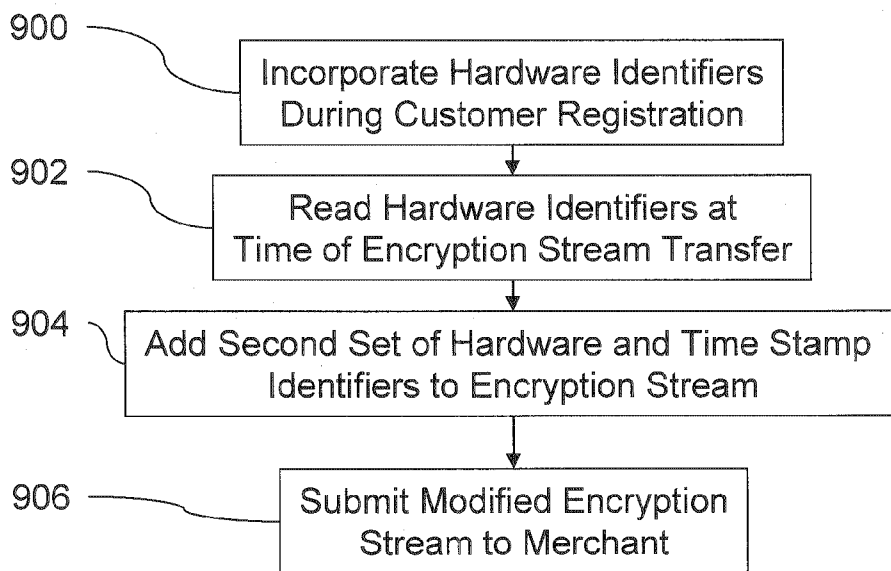 900
Incorporate Hardware Identifiers
During Customer Registration
902
Read Hardware Identifiers at
Time of Encryption Stream Transfer
904
Add Second Set of Hardware and Time Stamp
Identifiers to Encryption Stream
906
Submit Modified Encryption
Stream to Merchant